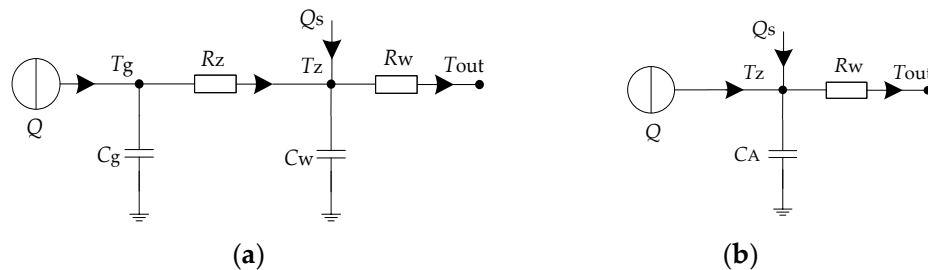 Qs Qs
Tg Rz Tz Rw Tout Tz Rw Tout
Q Q
Cg Cw CA
(a) (b)